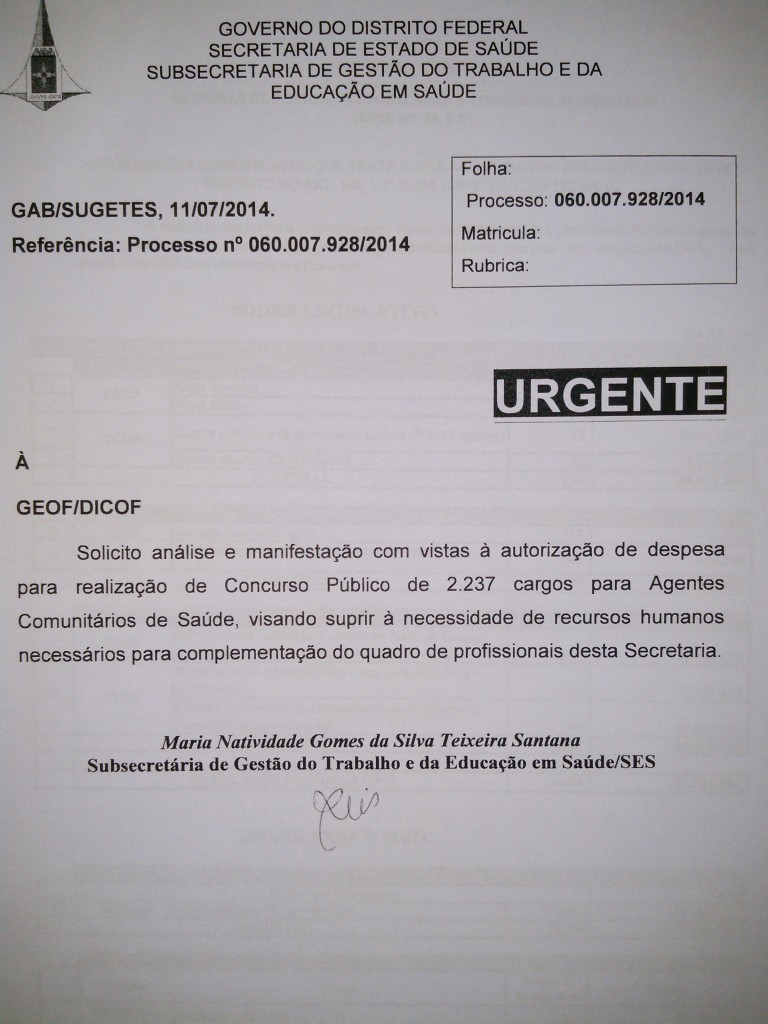 GOVERNO DO DISTRITO FEDERAL
SECRETARIA DE ESTADO DE SAÚDE
SUBSECRETARIA DE GESTÃO DO TRABALHO E DA
EDUCAÇÃO EM SAÚDE
Folha:
Processo: 060.007.928/2014
Matricula:
Rubrica:
GAB/SUGETES, 11/07/2014.
Referência: Processo nº 060.007.928/2014
URGENTE
À
GEOF/DICOF
Solicito análise e manifestação com vistas à autorização de despesa
para realização de Concurso Público de 2.237 cargos para Agentes
Comunitários de Saúde, visando suprir à necessidade de recursos humanos
necessários para complementação do quadro de profissionais desta Secretaria.
Maria Natividade Gomes da Silva Teixeira Santana
Subsecretária de Gestão do Trabalho e da Educação em Saúde/SES
PODER LEGISLATIVO